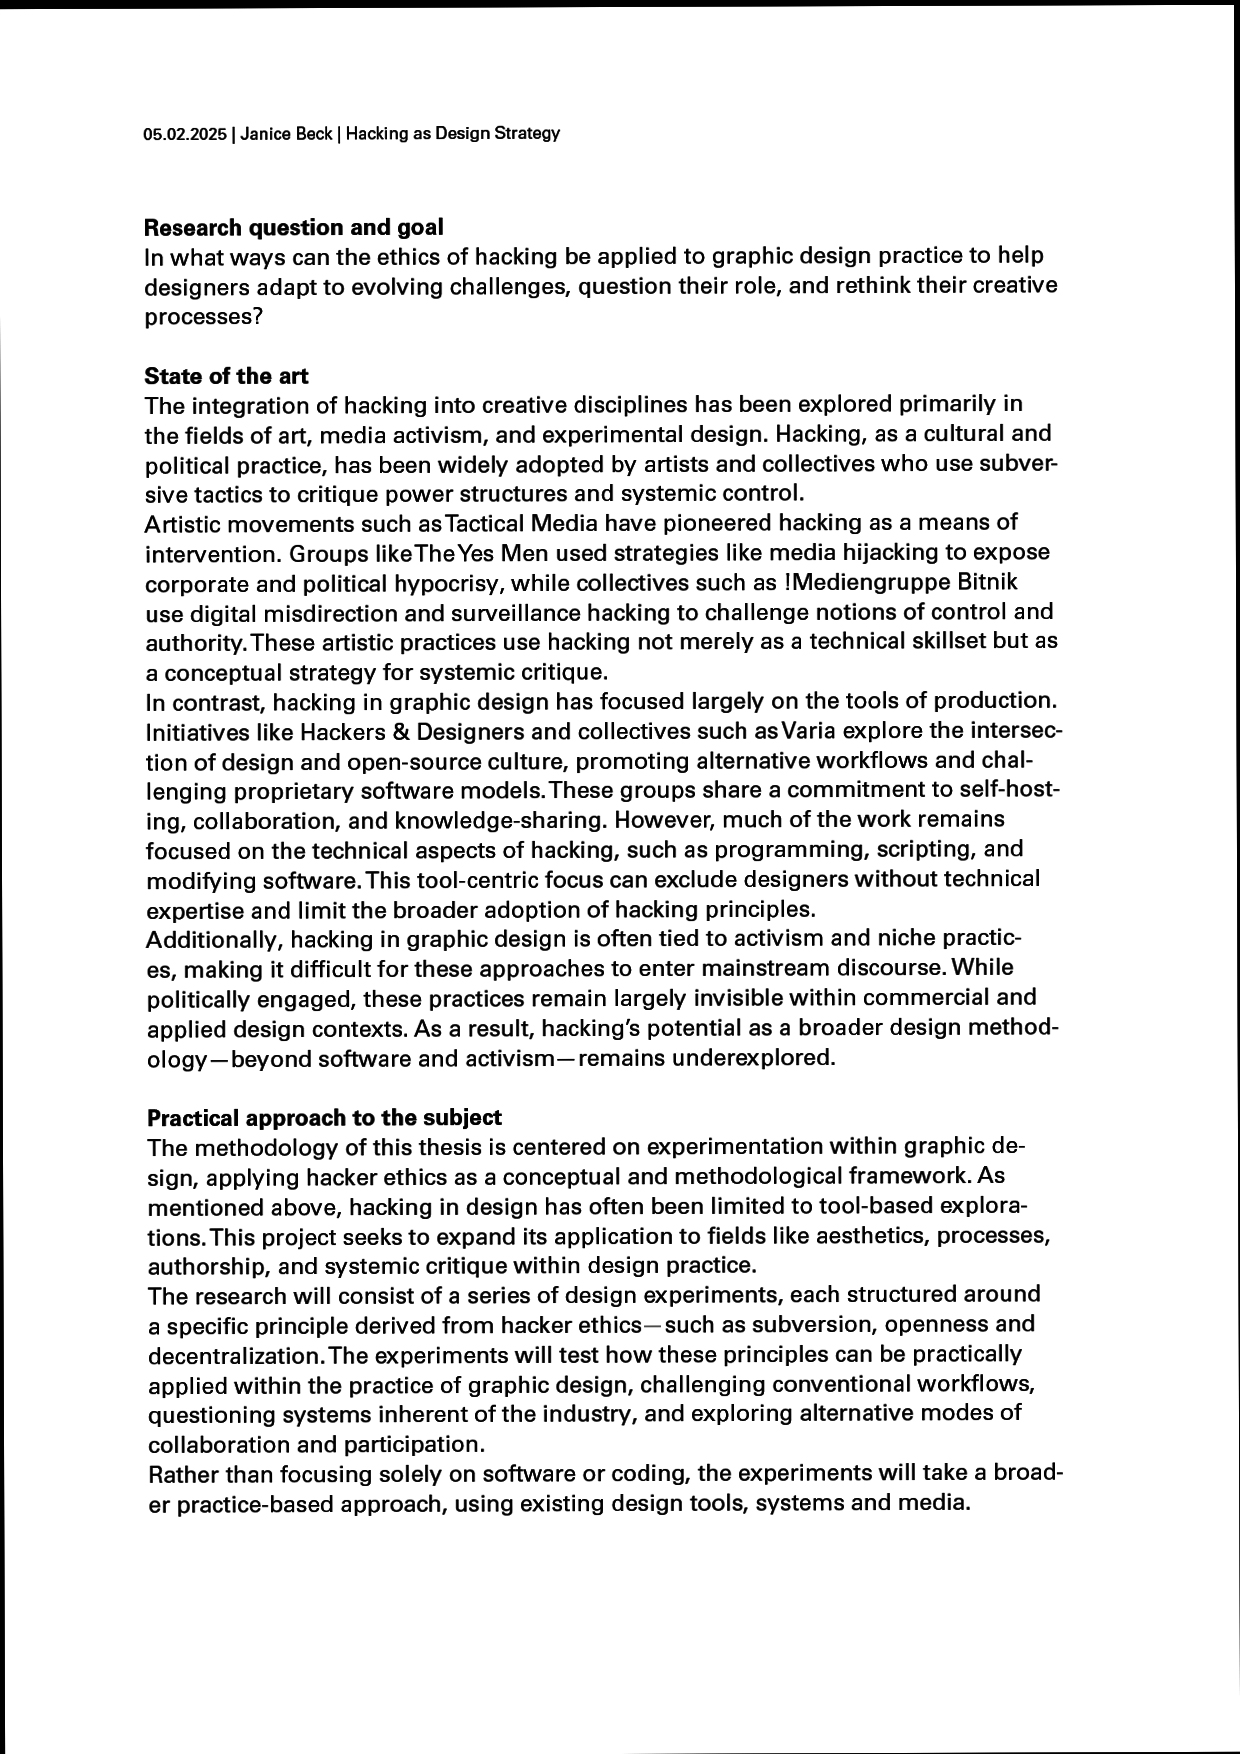 05.02.2025 | Janice Beck | Hacking as Design Strategy
Research question and goal
In what ways can the ethics of hacking be applied to graphic design practice to help
designers adapt to evolving challenges, question their role, and rethink their creative
processes?
State of the art
The integration of hacking into creative disciplines has been explored primarily in
the fields of art, media activism, and experimental design. Hacking, as a cultural and
political practice, has been widely adopted by artists and collectives who use subver-
sive tactics to critique power structures and systemic control.
Artistic movements such as Tactical Media have pioneered hacking as a means of
intervention. Groups like The Yes Men used strategies like media hijacking to expose
corporate and political hypocrisy, while collectives such as !Mediengruppe Bitnik
use digital misdirection and surveillance hacking to challenge notions of control and
authority. These artistic practices use hacking not merely as a technical skillset but as
a conceptual strategy for systemic critique.
In contrast, hacking in graphic design has focused largely on the tools of production.
Initiatives like Hackers & Designers and collectives such as Varia explore the intersec-
tion of design and open-source culture, promoting alternative workflows and chal-
lenging proprietary software models. These groups share a commitment to self-host-
ing, collaboration, and knowledge-sharing. However, much of the work remains
focused on the technical aspects of hacking, such as programming, scripting, and
modifying software. This tool-centric focus can exclude designers without technical
expertise and limit the broader adoption of hacking principles.
Additionally, hacking in graphic design is often tied to activism and niche practic-
es, making it difficult for these approaches to enter mainstream discourse. While
politically engaged, these practices remain largely invisible within commercial and
applied design contexts. As a result, hacking's potential as a broader design method-
ology—beyond software and activism—remains underexplored.
Practical approach to the subject
The methodology of this thesis is centered on experimentation within graphic de-
sign, applying hacker ethics as a conceptual and methodological framework. As
mentioned above, hacking in design has often been limited to tool-based explora-
tions. This project seeks to expand its application to fields like aesthetics, processes,
authorship, and systemic critique within design practice.
The research will consist of a series of design experiments, each structured around
a specific principle derived from hacker ethics—such as subversion, openness and
decentralization. The experiments will test how these principles can be practically
applied within the practice of graphic design, challenging conventional workflows,
questioning systems inherent of the industry, and exploring alternative modes of
collaboration and participation.
Rather than focusing solely on software or coding, the experiments will take a broad-
er practice-based approach, using existing design tools, systems and media.